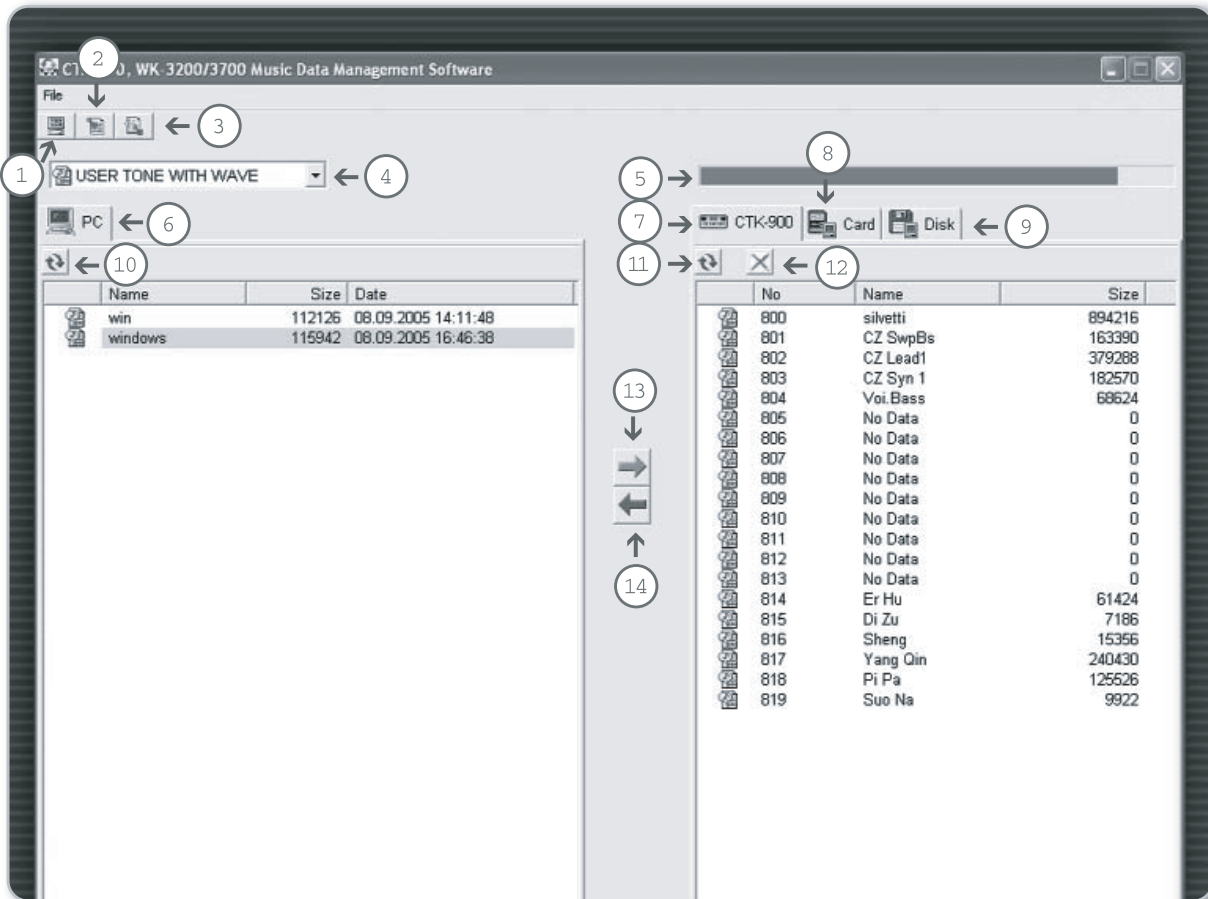 2
, WK-3200/3700 Music Data Management Software
File
3
1
USER TONE WITH WAVE
4
8
5
PC
6
7
CTK-900
Card
Disk
9
10
11
12
Name Size Date
win 112126 08.09.2005 14:11:48
windows 115942 08.09.2005 16:46:38
No Name Size
800 silvetti 894216
801 CZ SwpBs 163390
802 CZ Lead1 379288
803 CZ Syn 1 182570
804 Voi.Bass 68624
805 No Data 0
806 No Data 0
807 No Data 0
808 No Data 0
809 No Data 0
810 No Data 0
811 No Data 0
812 No Data 0
813 No Data 0
814 Er Hu 61424
815 Di Zu 7186
816 Sheng 15356
817 Yang Qin 240430
818 Pi Pa 125526
819 Suo Na 9922
13
14